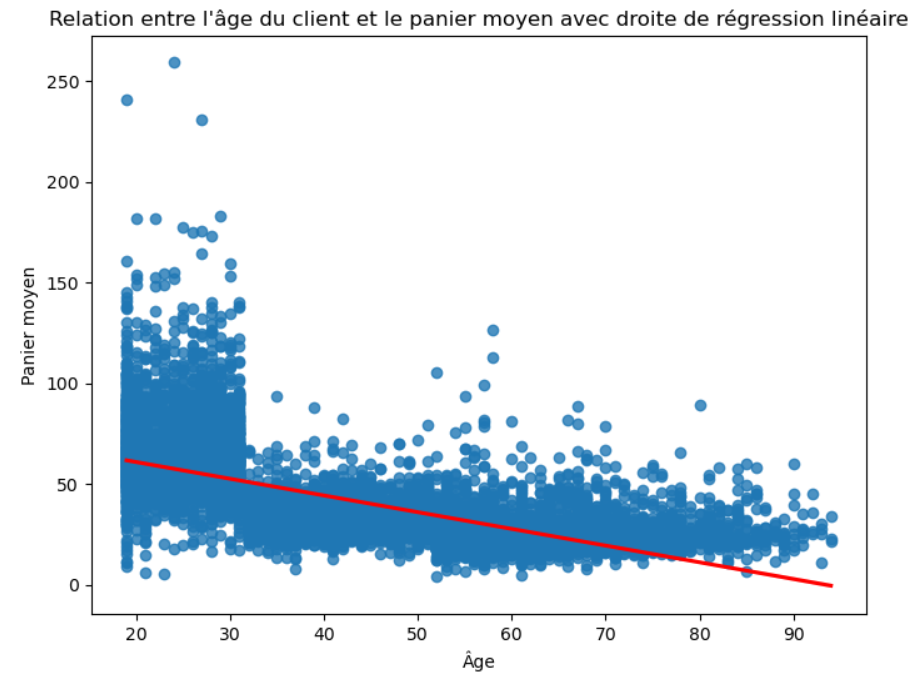 Relation entre l'âge du client et le panier moyen avec droite de régression linéaire
250
200
150
100
50
0
Panier moyen
20 30 40 50 60 70 80 90
Âge